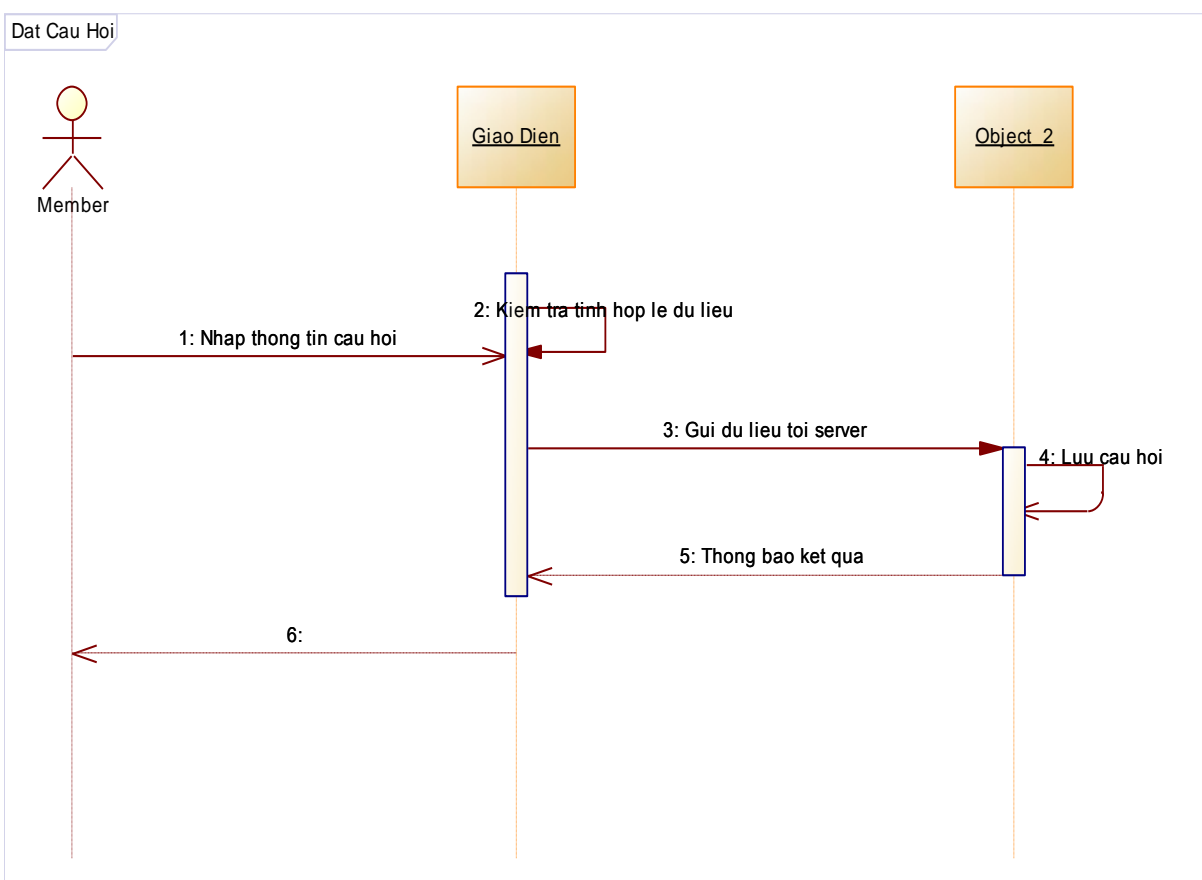 Dat Cau Hoi
Giao Dien
Object_2
Member
2: Kiem tra tinh hop le du lieu
1: Nhap thong tin cau hoi
3: Gui du lieu toi server
4: Luu cau hoi
5: Thong bao ket qua
6: